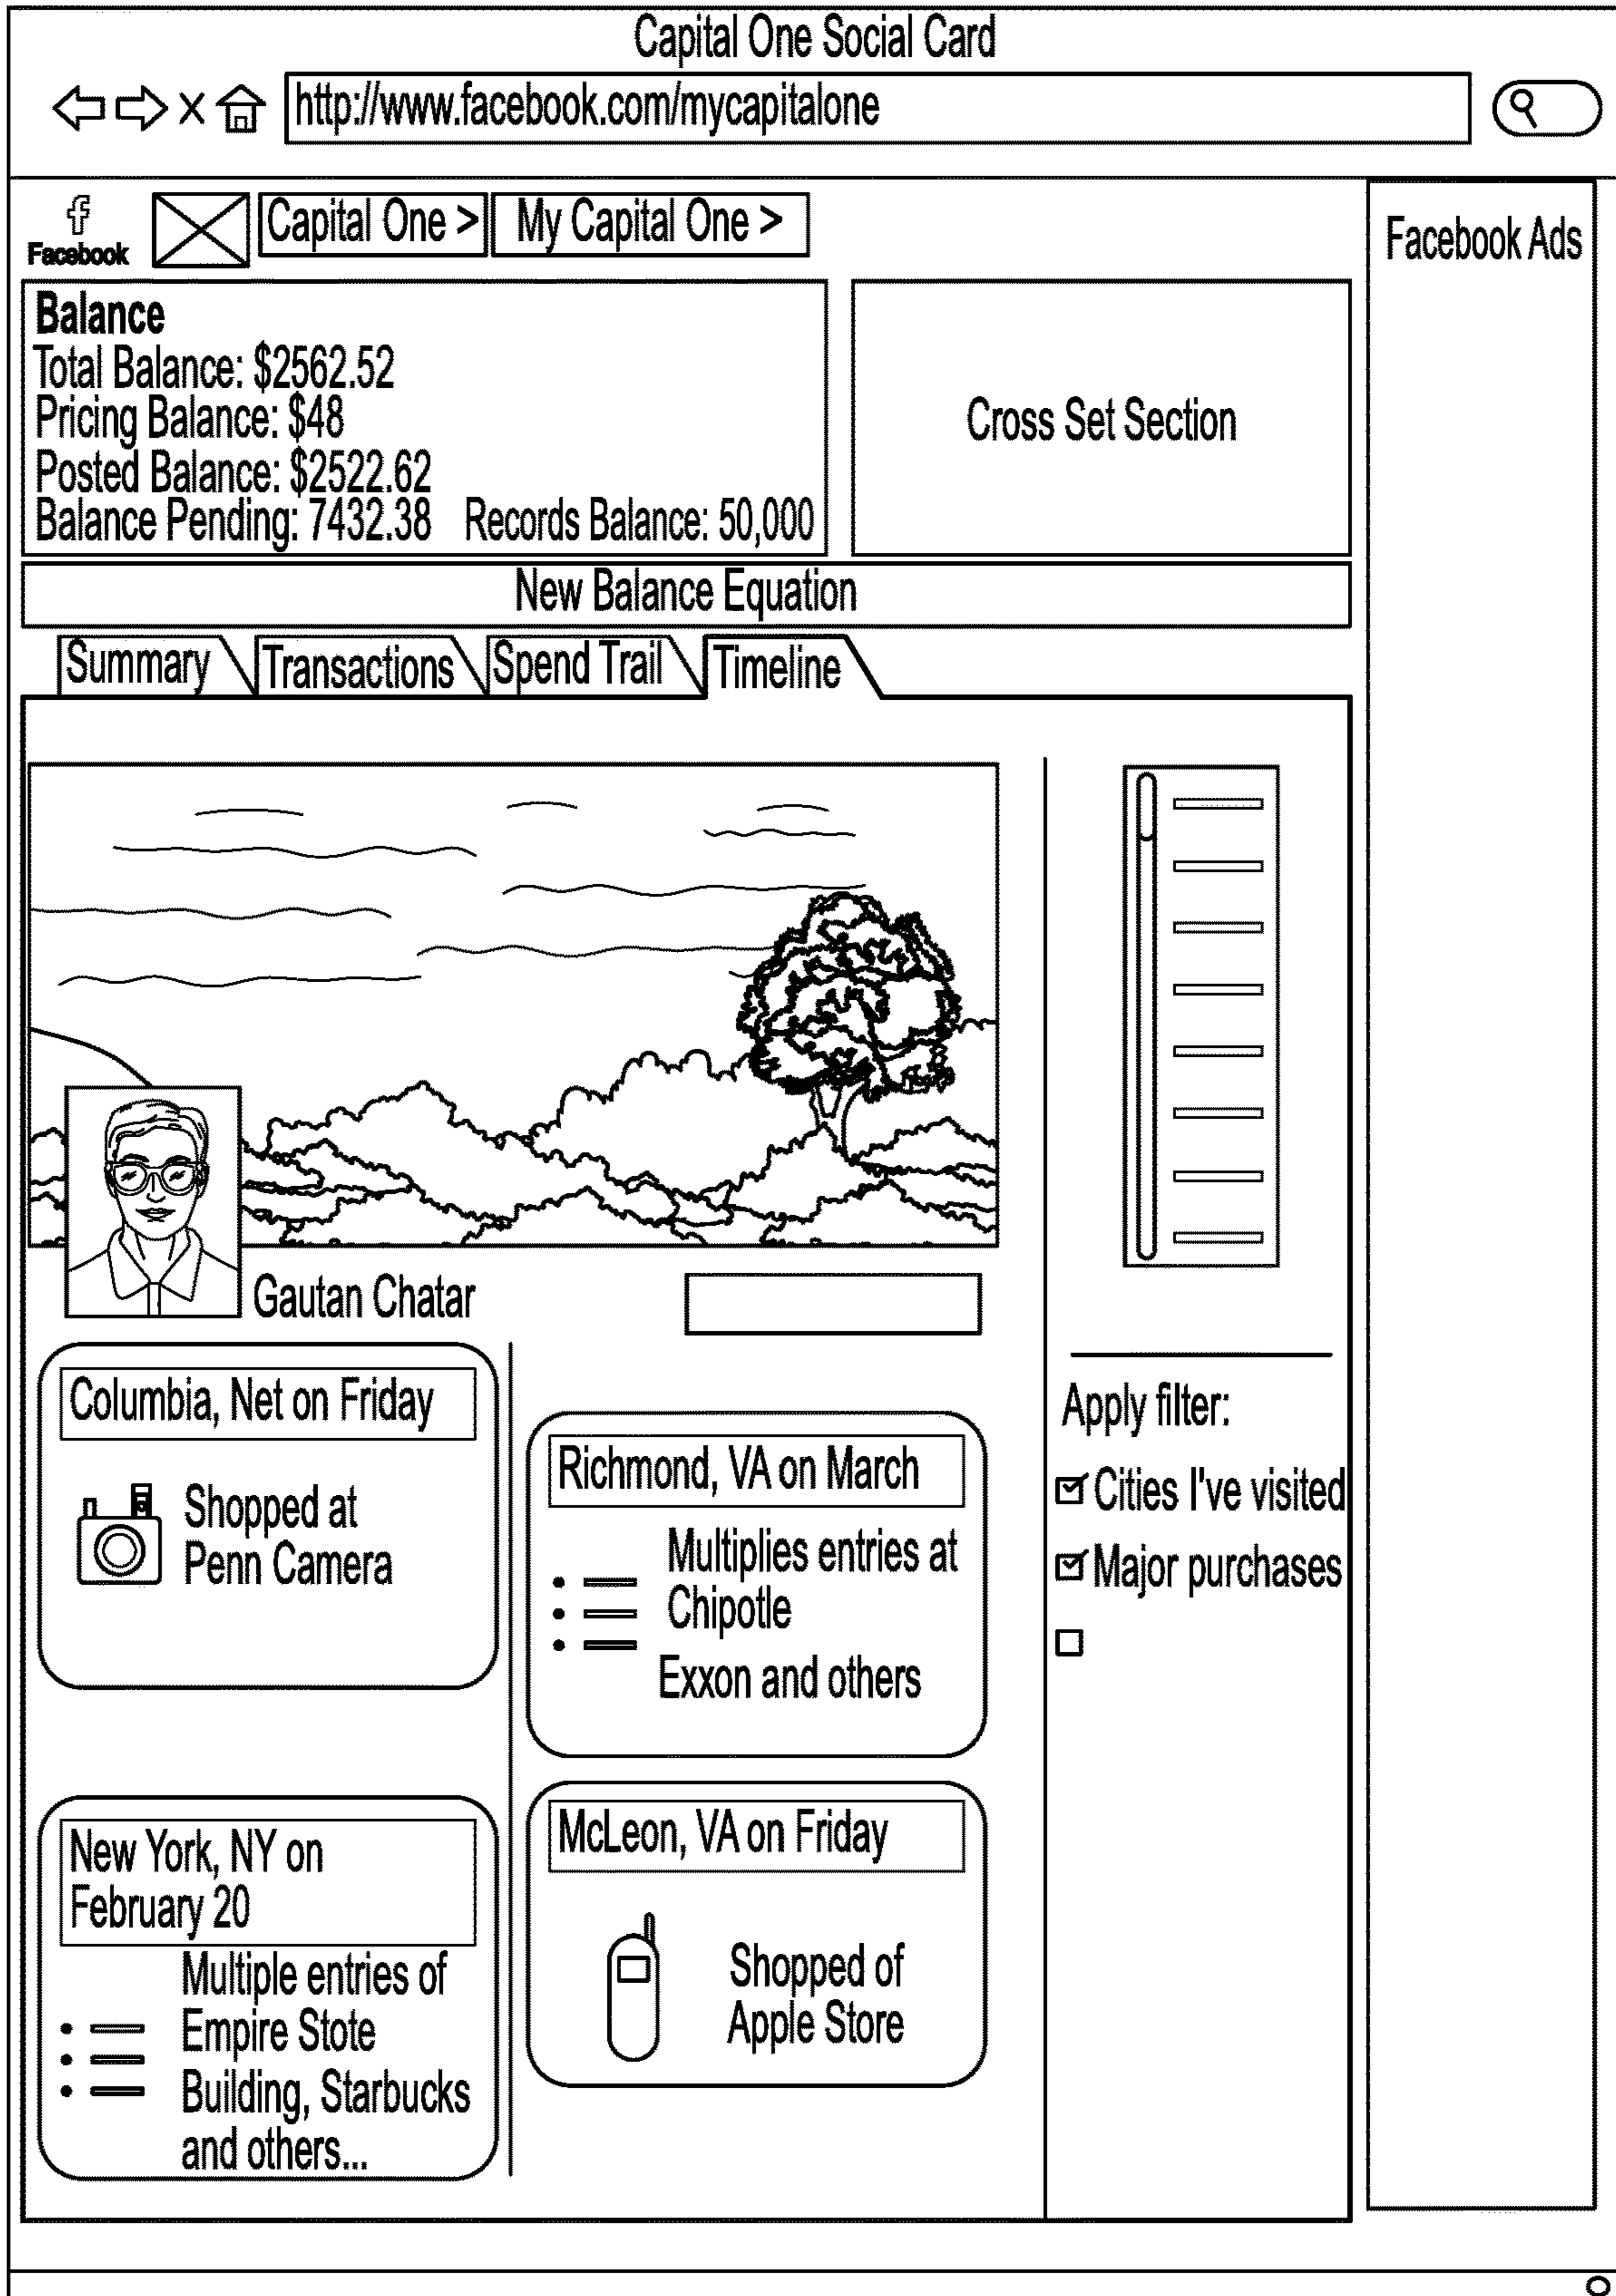 Capital One Social Card
http://www.facebook.com/mycapitalone
f
Facebook
Capital One >
My Capital One >
Facebook Ads
Balance
Total Balance: $2562.52
Pricing Balance: $48
Posted Balance: $2522.62
Balance Pending: 7432.38 Records Balance: 50,000
Cross Set Section
New Balance Equation
Summary
Transactions
Spend Trail
Timeline
Gautan Chatar
Columbia, Net on Friday
Shopped at
Penn Camera
Richmond, VA on March
Multiplies entries at
Chipotle
Exxon and others
New York, NY on
February 20
Multiple entries of
Empire Stote
Building, Starbucks
and others...
McLeon, VA on Friday
Shopped of
Apple Store
Apply filter:
Cities I've visited
Major purchases